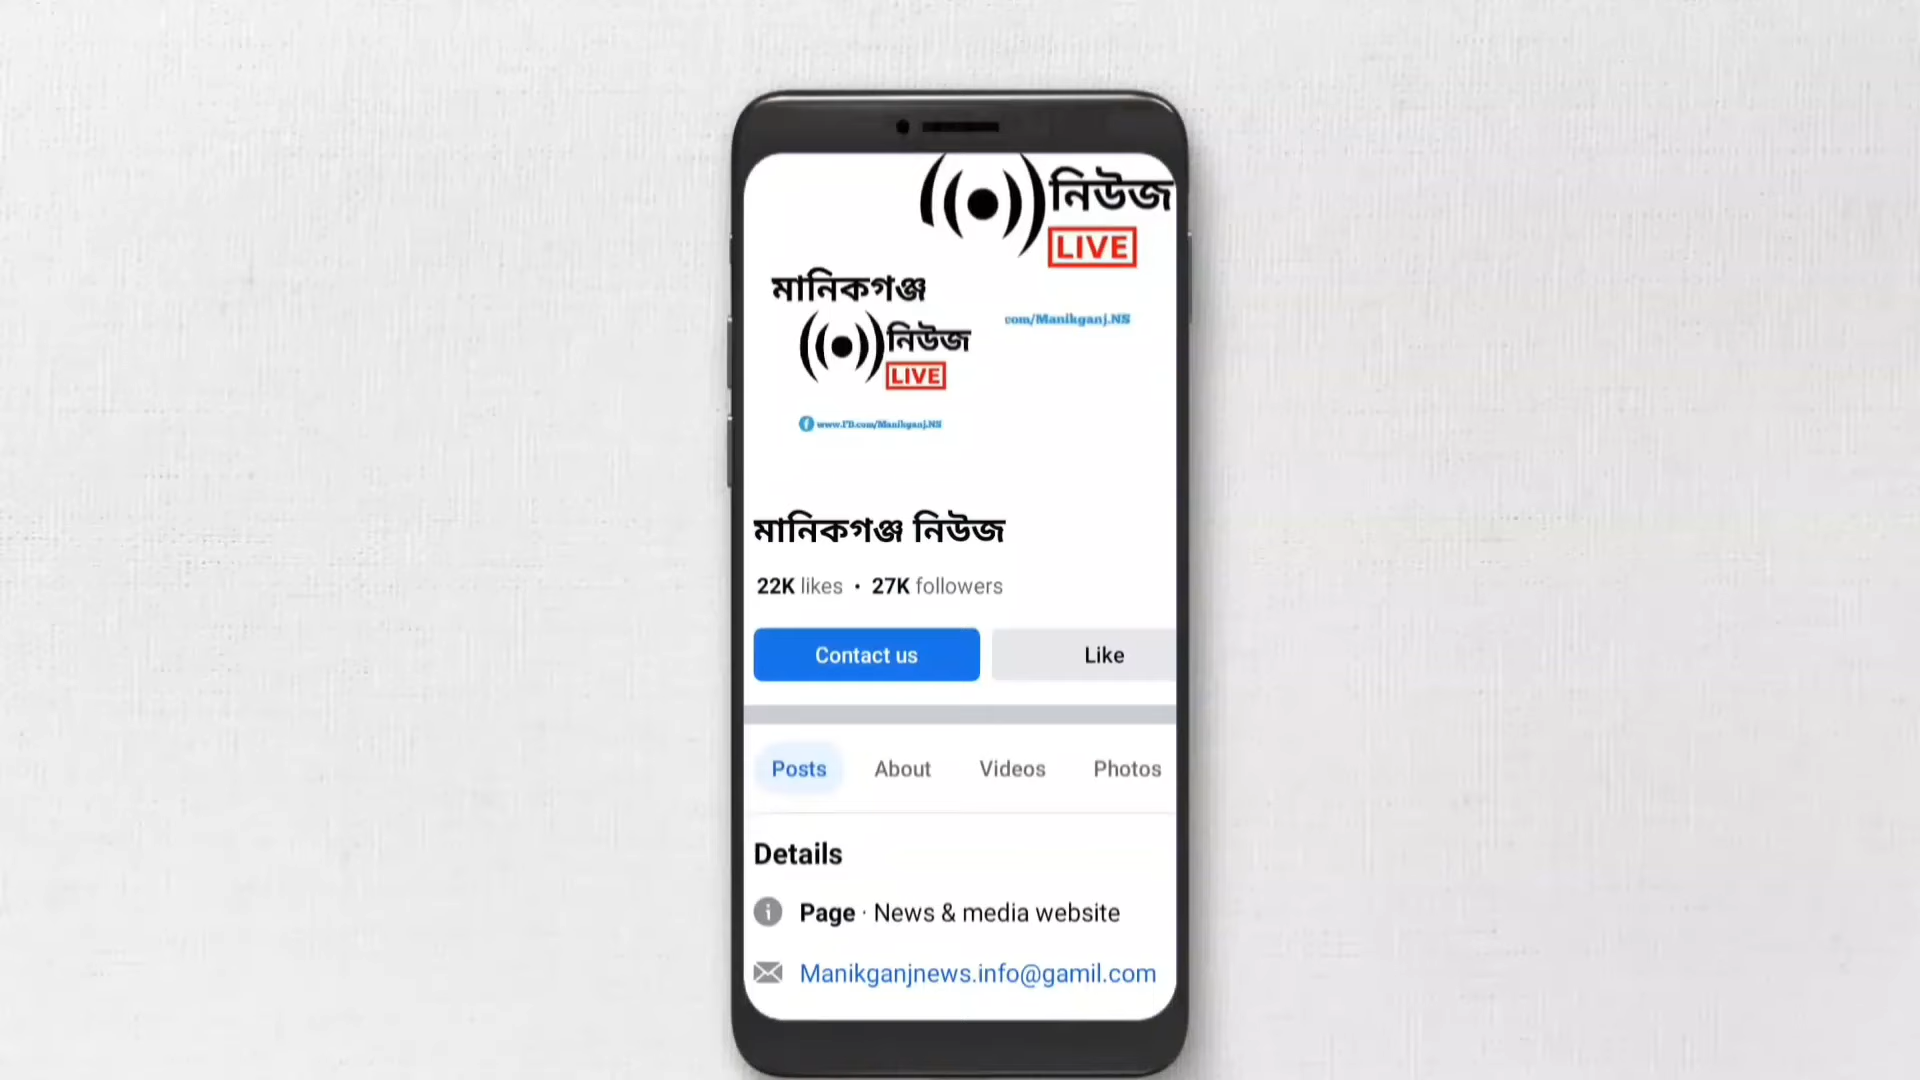 নিউজ
LIVE
com/Manikganj.NS
মানিকগঞ্জ
নিউজ
LIVE
www.FB.com/Manikganj.NS
মানিকগঞ্জ নিউজ
22K likes • 27K followers
Contact us
Like
Posts
About
Videos
Photos
Details
Page · News & media website
Manikganjnews.info@gamil.com